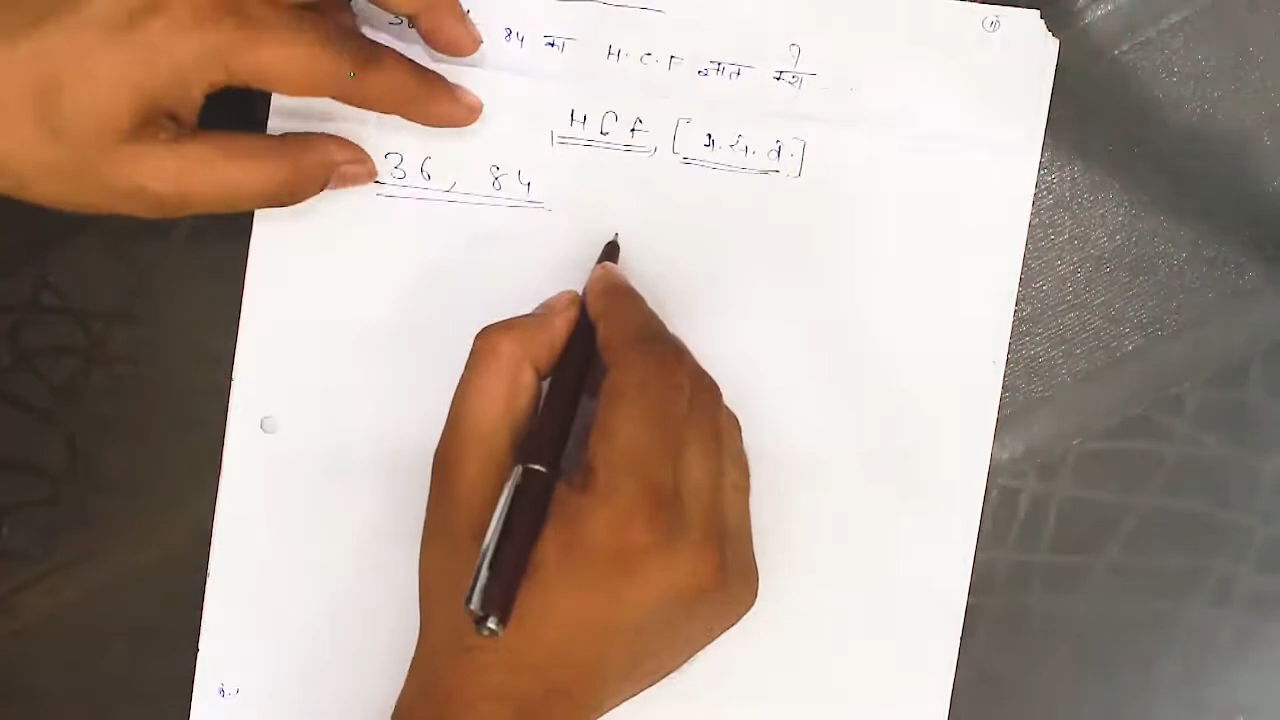 84 का H.C.F ज्ञात करो ?
HCF, [म.स.व.]
36, 84